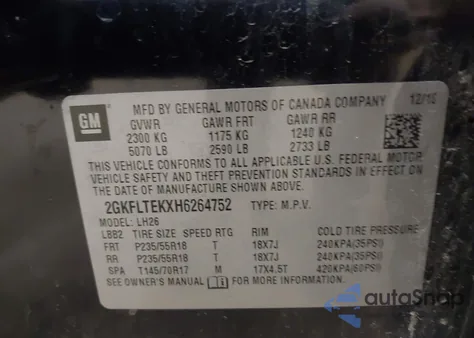 GM
MFD BY GENERAL MOTORS OF CANADA COMPANY
GVWR GAWR FRT GAWR RR
2300 KG 1175 KG 1240 KG
5070 LB 2590 LB 2733 LB
THIS VEHICLE CONFORMS TO ALL APPLICABLE U.S. FEDERAL MOTOR
VEHICLE SAFETY AND THEFT PREVENTION STANDARDS IN EFFECT ON
THE DATE OF MANUFACTURE SHOWN ABOVE.
2GKFLTEKXH6264752 TYPE: M.P.V.
MODEL: LH26
LBB2 TIRE SIZE SPEED RTG RIM COLD TIRE PRESSURE
FRT P235/55R18 T 18X7J 240KPA(35PSI)
RR P235/55R18 T 18X7J 240KPA(35PSI)
SPA T145/70R17 M 17X4.5T 420KPA(60PSI)
SEE OWNER'S MANUAL FOR MORE INFORMATION.
autoSnap